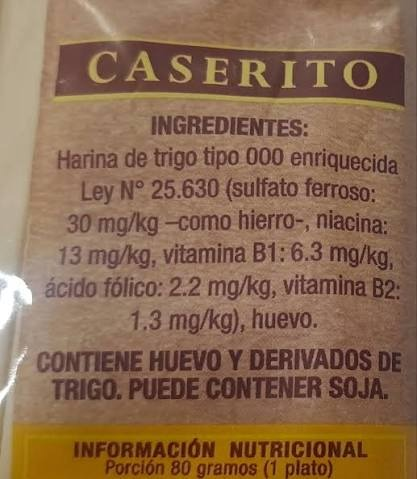 CASERITO
INGREDIENTES:
Harina de trigo tipo 000 enriquecida
Ley N° 25.630 (sulfato ferroso:
30 mg/kg –como hierro-, niacina:
13 mg/kg, vitamina B1: 6.3 mg/kg,
ácido fólico: 2.2 mg/kg, vitamina B2:
1.3 mg/kg), huevo.
CONTIENE HUEVO Y DERIVADOS DE
TRIGO. PUEDE CONTENER SOJA.
INFORMACIÓN NUTRICIONAL
Porción 80 gramos (1 plato)